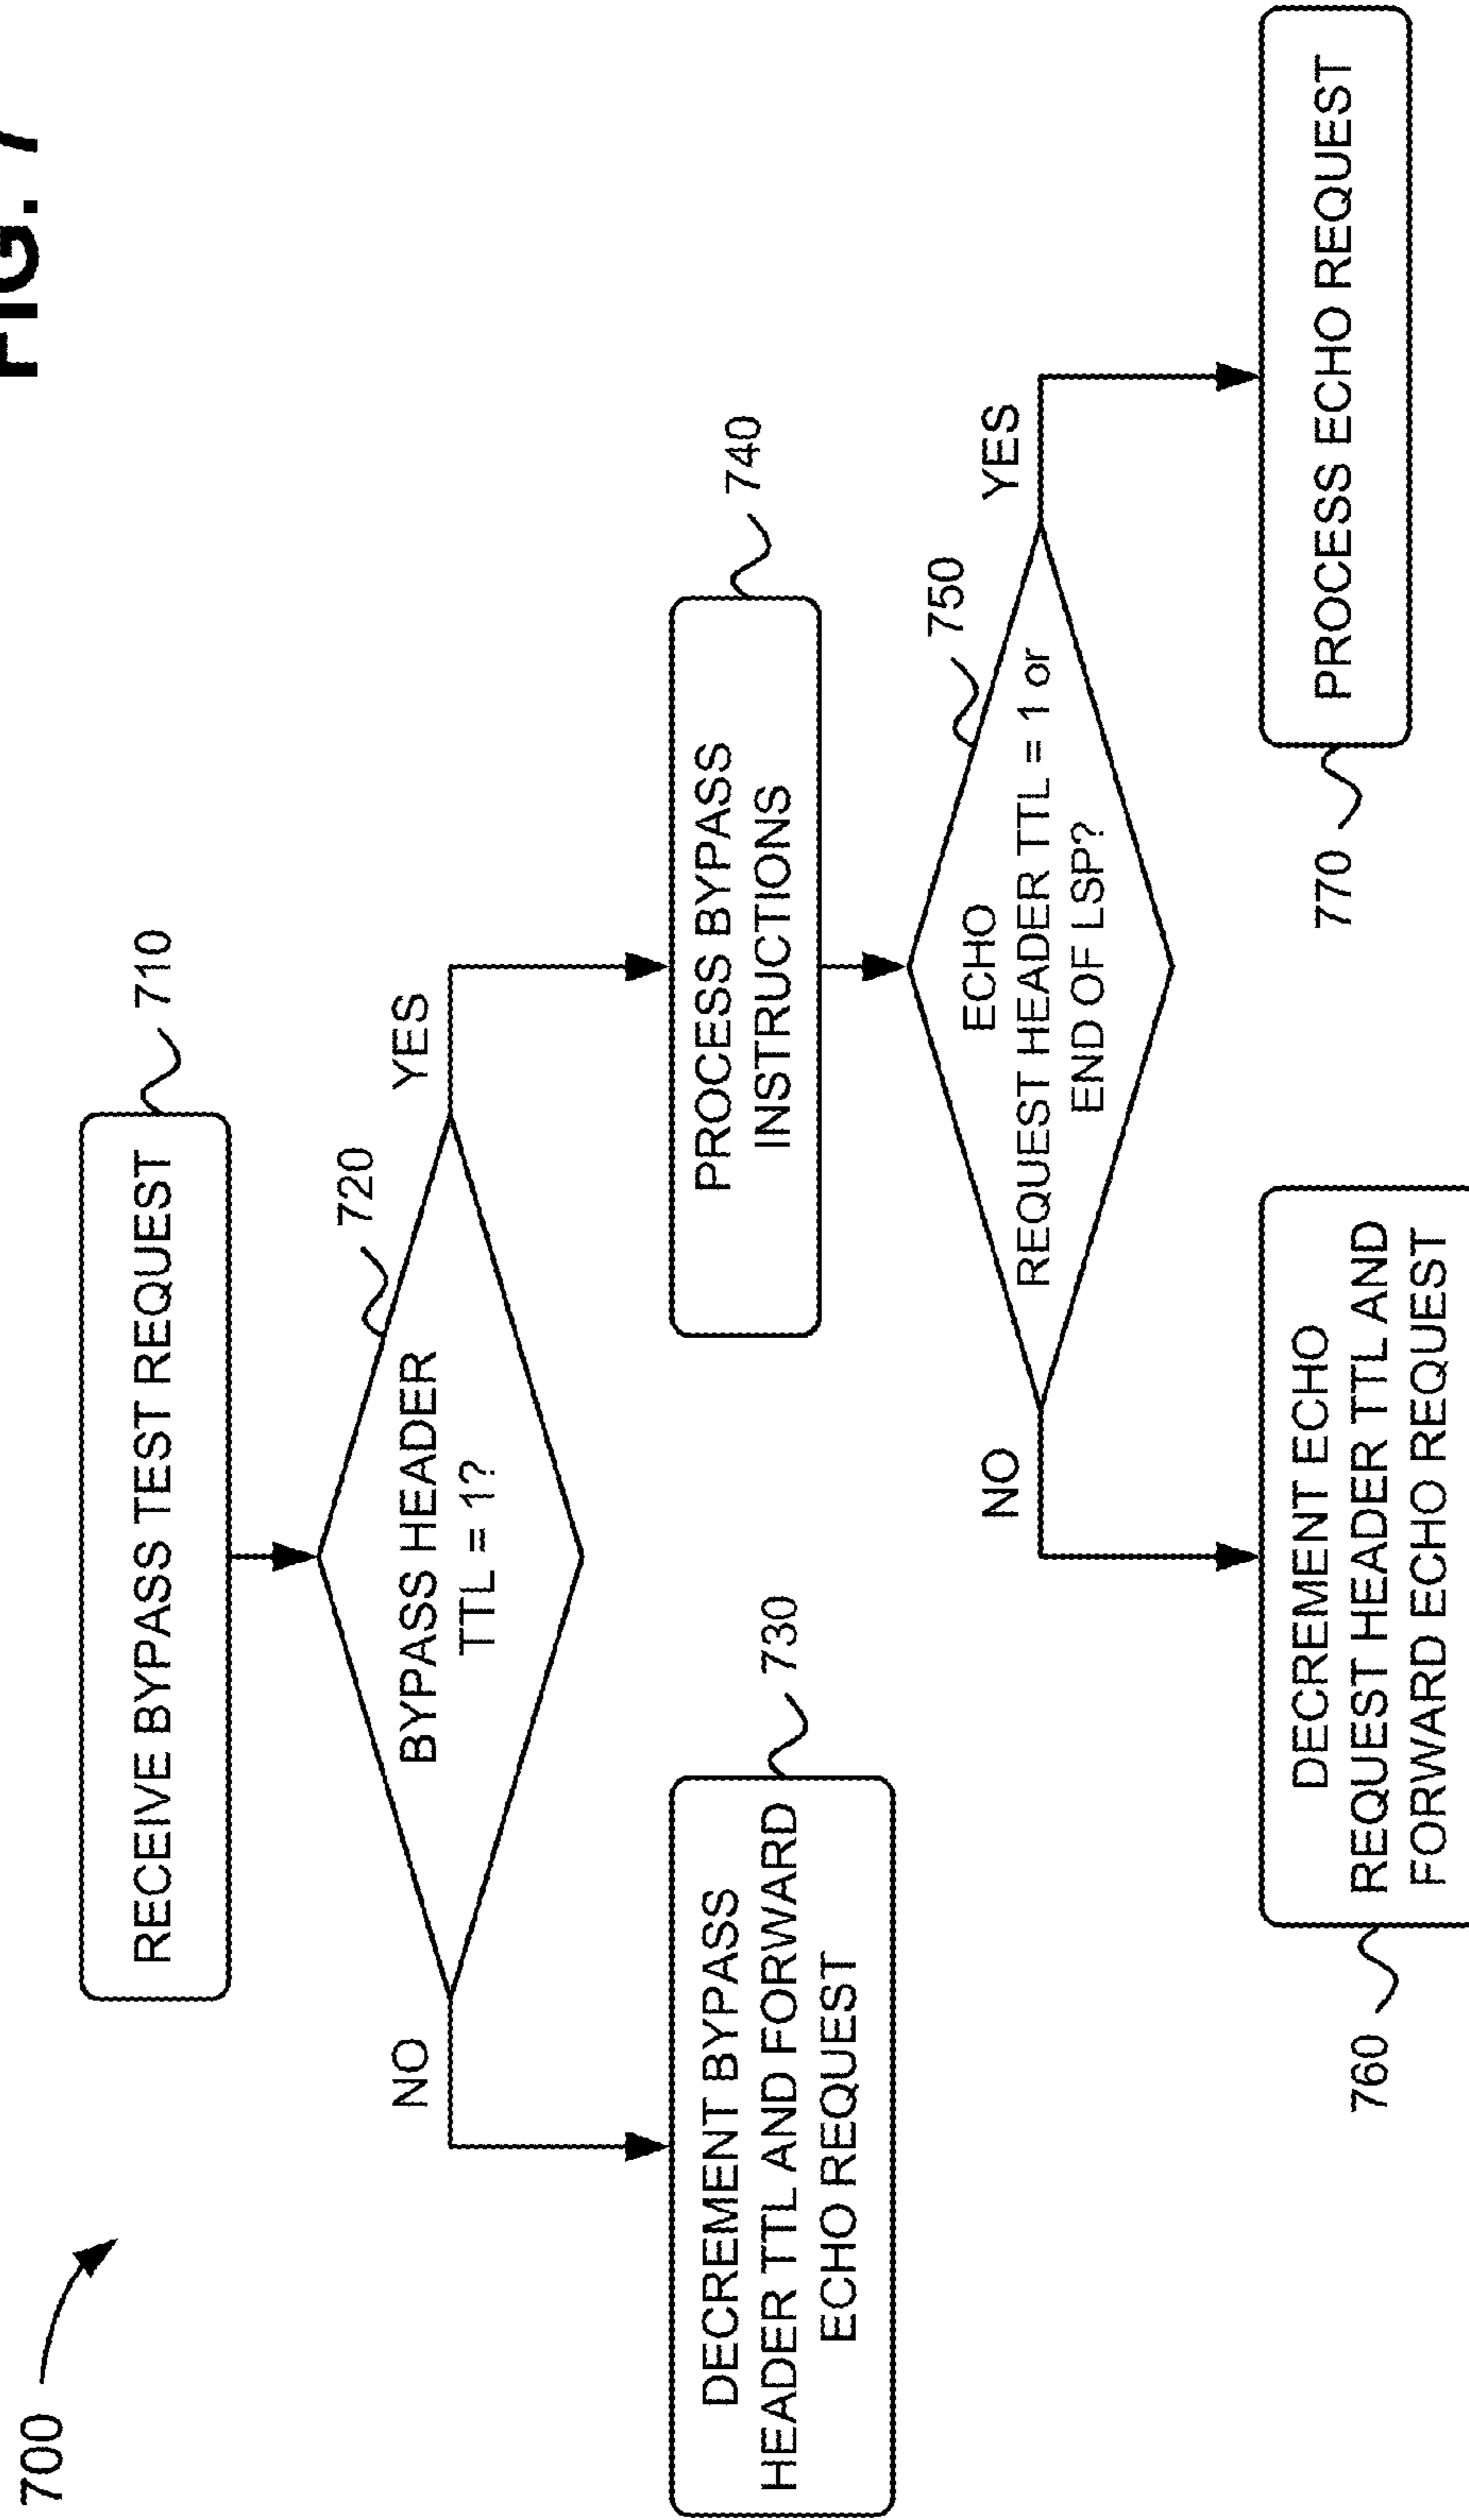 FIG. 7
700
RECEIVE BYPASS TEST REQUEST
710
720
BYPASS HEADER
TTL = 1?
NO
YES
DECREMENT BYPASS
HEADER TTL AND FORWARD
ECHO REQUEST
730
PROCESS BYPASS
INSTRUCTIONS
740
750
ECHO
REQUEST HEADER TTL = 1 or
END OF LSP?
NO
YES
760
DECREMENT ECHO
REQUEST HEADER TTL AND
FORWARD ECHO REQUEST
770
PROCESS ECHO REQUEST